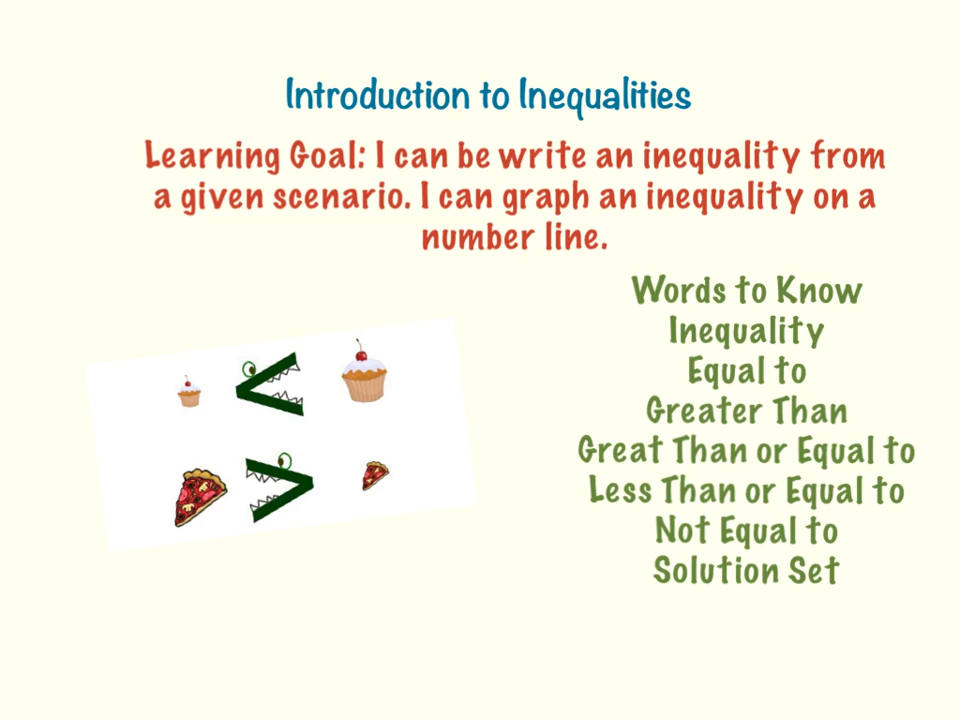 Introduction to Inequalities
Learning Goal: I can be write an inequality from
a given scenario. I can graph an inequality on a
number line.
Words to Know
Inequality
Equal to
Greater Than
Great Than or Equal to
Less Than or Equal to
Not Equal to
Solution Set